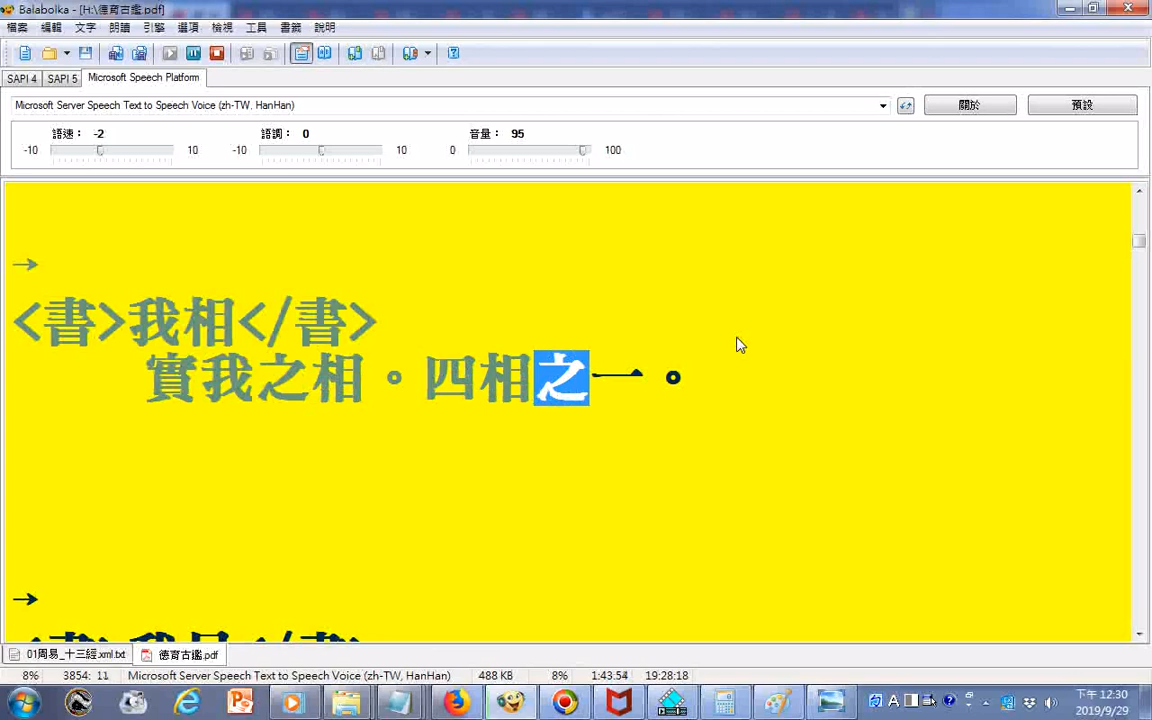 Balabolka - [H:\德育古鑑.pdf]
檔案 編輯 文字 朗讀 引擎 選項 檢視 工具 書籤 說明
SAPI 4 SAPI 5 Microsoft Speech Platform
Microsoft Server Speech Text to Speech Voice (zh-TW, HanHan) 關於 預設
語速： -2 語調： 0 音量： 95
-10 10 -10 10 0 100
→
<書>我相</書>
實我之相。四相之一。
→
<書>我見</書>
01周易_十三經.xml.txt 德育古鑑.pdf
8% 3854: 11 Microsoft Server Speech Text to Speech Voice (zh-TW, HanHan) 488 KB 8% 1:43:54 19:28:18
下午 12:30
2019/9/29